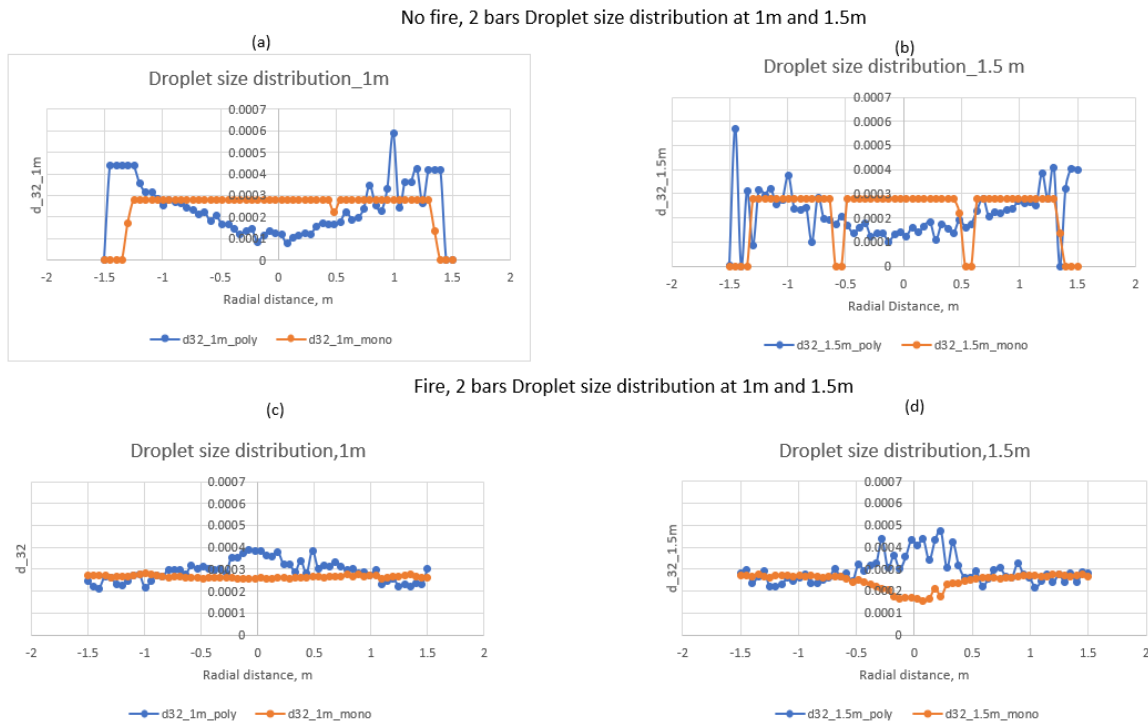 No fire, 2 bars Droplet size distribution at 1m and 1.5m
(a)
Droplet size distribution_1m
d_32_1m
0.0007
0.0006
0.0005
0.0004
0.0003
0.0002
0.0001
0
-2 -1.5 -1 -0.5 0 0.5 1 1.5 2
Radial distance, m
d32_1m_poly d32_1m_mono
(b)
Droplet size distribution_1.5 m
d_32_1.5m
0.0007
0.0006
0.0005
0.0004
0.0003
0.0002
0.0001
0
-2 -1.5 -1 -0.5 0 0.5 1 1.5 2
Radial distance, m
d32_1.5m_poly d32_1.5m_mono
Fire, 2 bars Droplet size distribution at 1m and 1.5m
(c)
Droplet size distribution,1m
d_32
0.0007
0.0006
0.0005
0.0004
0.0003
0.0002
0.0001
0
-2 -1.5 -1 -0.5 0 0.5 1 1.5 2
Radial distance, m
d32_1m_poly d32_1m_mono
(d)
Droplet size distribution,1.5m
d_32_1.5m
0.0007
0.0006
0.0005
0.0004
0.0003
0.0002
0.0001
0
-2 -1.5 -1 -0.5 0 0.5 1 1.5 2
Radial distance, m
d32_1.5m_poly d32_1.5m_mono